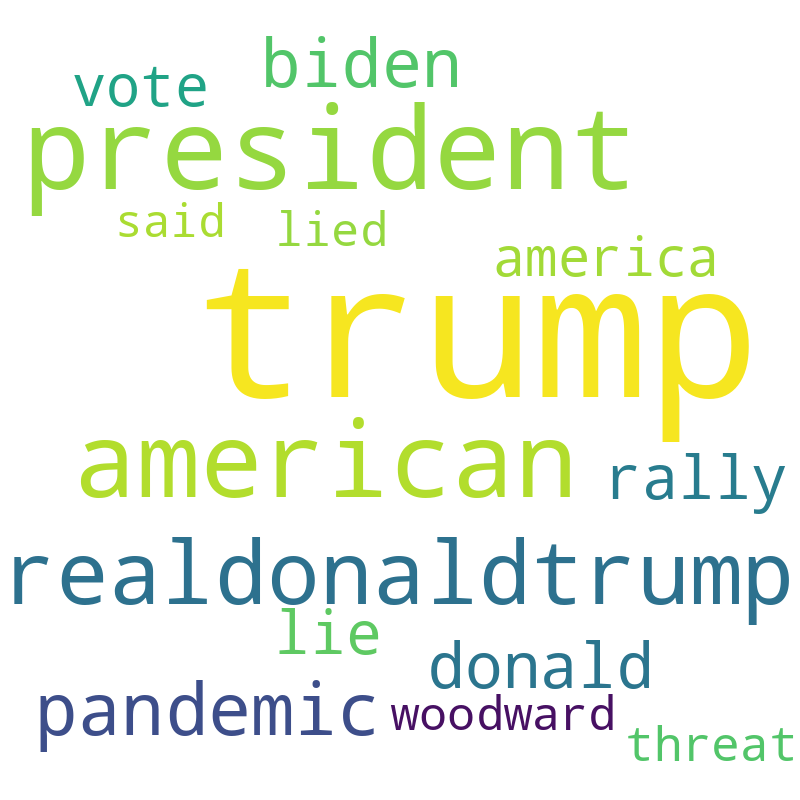 biden
vote
president
said
lied
america
trump
american
rally
realdonaldtrump
lie
donald
pandemic
woodward
threat